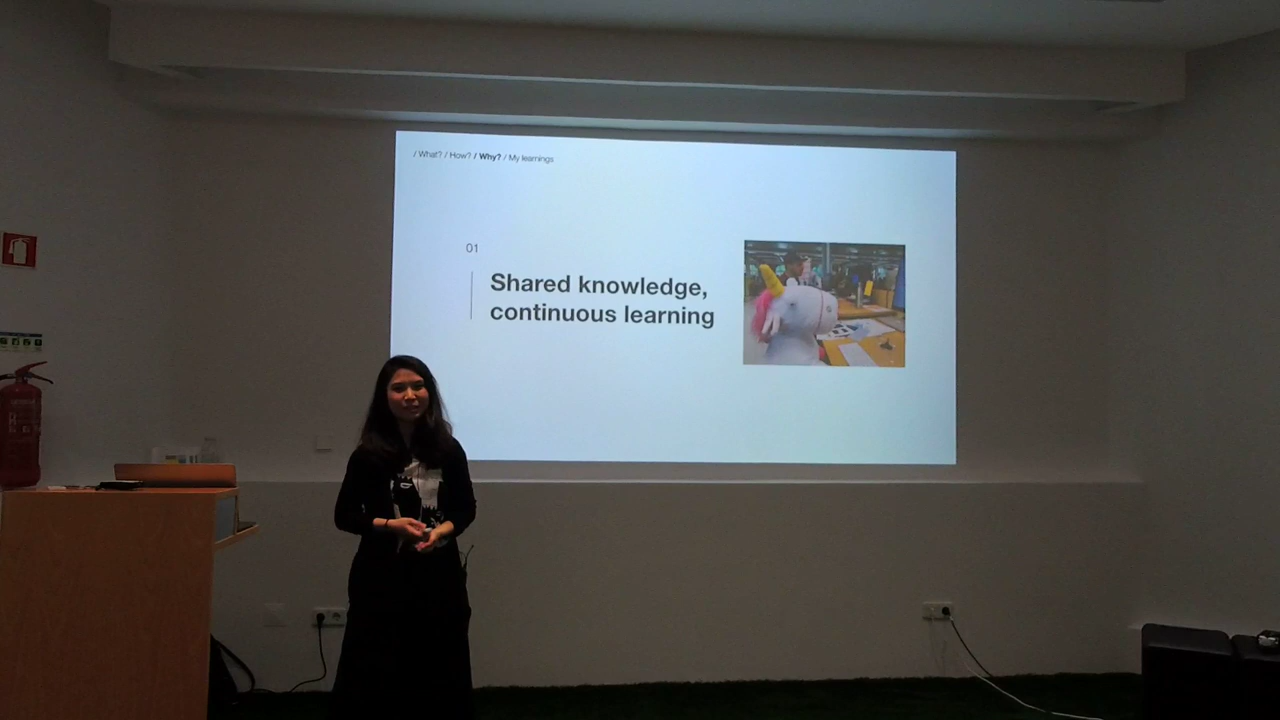 / What? / How? / Why? / My learnings
01
Shared knowledge,
continuous learning